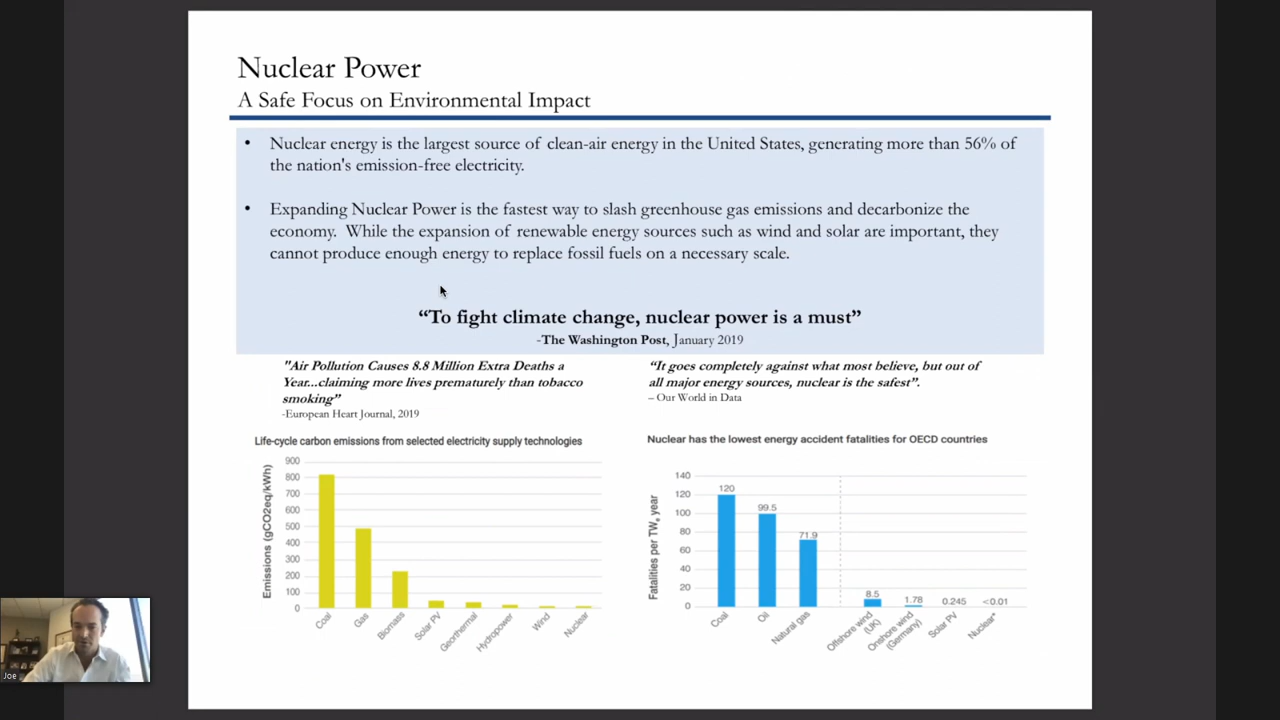 Nuclear Power
A Safe Focus on Environmental Impact
• Nuclear energy is the largest source of clean-air energy in the United States, generating more than 56% of
the nation's emission-free electricity.
• Expanding Nuclear Power is the fastest way to slash greenhouse gas emissions and decarbonize the
economy. While the expansion of renewable energy sources such as wind and solar are important, they
cannot produce enough energy to replace fossil fuels on a necessary scale.
“To fight climate change, nuclear power is a must”
-The Washington Post, January 2019
"Air Pollution Causes 8.8 Million Extra Deaths a
Year...claiming more lives prematurely than tobacco
smoking”
-European Heart Journal, 2019
“It goes completely against what most believe, but out of
all major energy sources, nuclear is the safest”.
– Our World in Data
Life-cycle carbon emissions from selected electricity supply technologies
Emissions (gCO2eq/kWh)
900
800
700
600
500
400
300
200
100
0
Coal
Gas
Biomass
Solar PV
Geothermal
Hydropower
Wind
Nuclear
Nuclear has the lowest energy accident fatalities for OECD countries
Fatalities per TWe year
140
120
100
80
60
40
20
0
120
99.5
71.9
8.5
1.78
0.245
<0.01
Coal
Oil
Natural gas
Offshore wind
(UK)
Onshore wind
(Germany)
Solar PV
Nuclear*
Joe